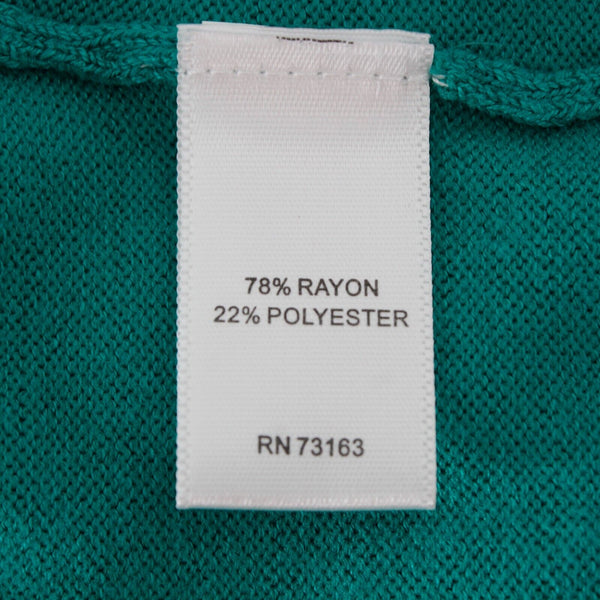 78% RAYON
22% POLYESTER
RN 73163